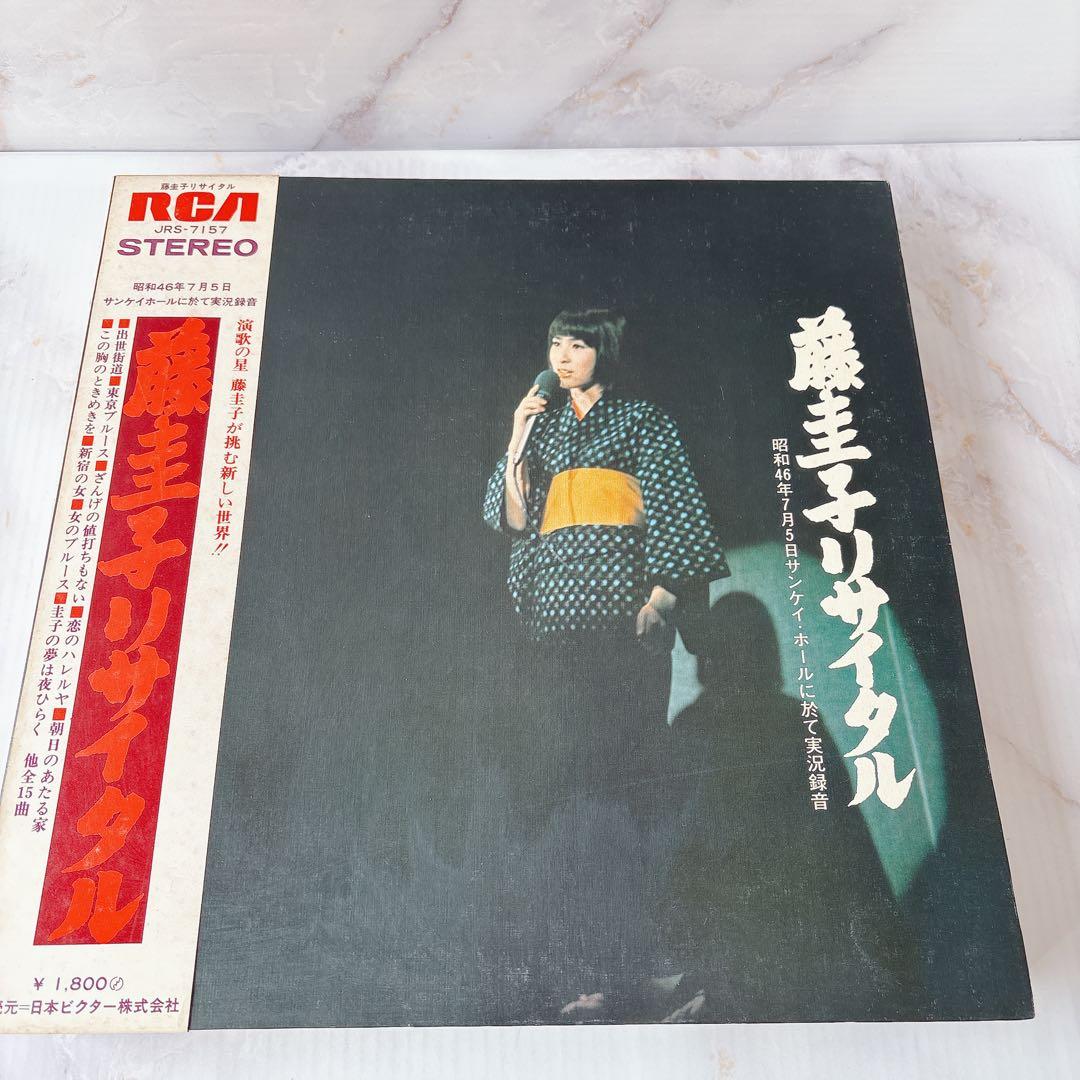 藤圭子リサイタル
RCA
JRS-7157
STEREO
昭和46年7月5日
サンケイホールに於て実況録音
演歌の星 藤圭子が挑む新しい世界!!
藤圭子リサイタル
■出世街道■東京ブルース■ざんげの値打ちもない■恋のハレルヤ■朝日のあたる家
■この胸のときめきを■新宿の女■女のブルース■圭子の夢は夜ひらく 他全15曲
¥ 1,800
売元=日本ビクター株式会社
藤圭子リサイタル
昭和46年7月5日サンケイ・ホールに於て実況録音